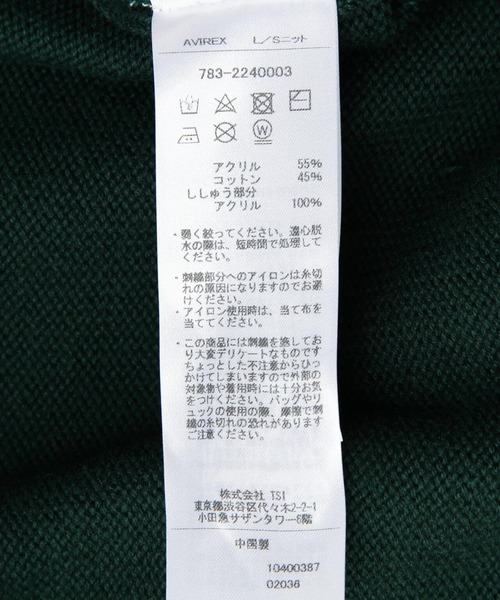 AVIREX L/Sニット
783-2240003
W
アクリル 55%
コットン 45%
ししゅう部分
アクリル 100%
・弱く絞ってください。遠心脱
水の際は、短時間で処理して
ください。
・刺繍部分へのアイロンは糸切
れの原因になりますのでお避
けください。
・アイロン使用時は、当て布を
当ててください。
・この商品には刺繍を施してお
り大変デリケートなものです
ちょっとした不注意からひっ
かけてしまいますので外部の
対象物や着用時には十分お気
をつけください。バッグやリ
ュックの使用の際、摩擦で刺
繍の糸切れの恐れがあります
ご注意ください。
株式会社 TSI
東京都渋谷区代々木2-2-1
小田急サザンタワー8階
中国製
10400387
02036